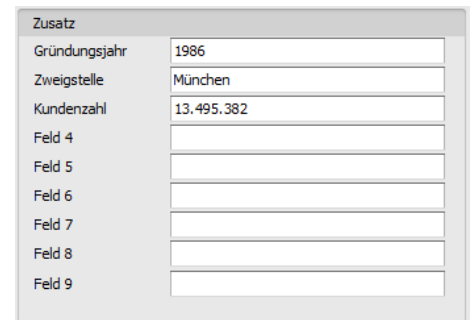 Zusatz
Gründungsjahr 1986
Zweigstelle München
Kundenzahl 13.495.382
Feld 4
Feld 5
Feld 6
Feld 7
Feld 8
Feld 9